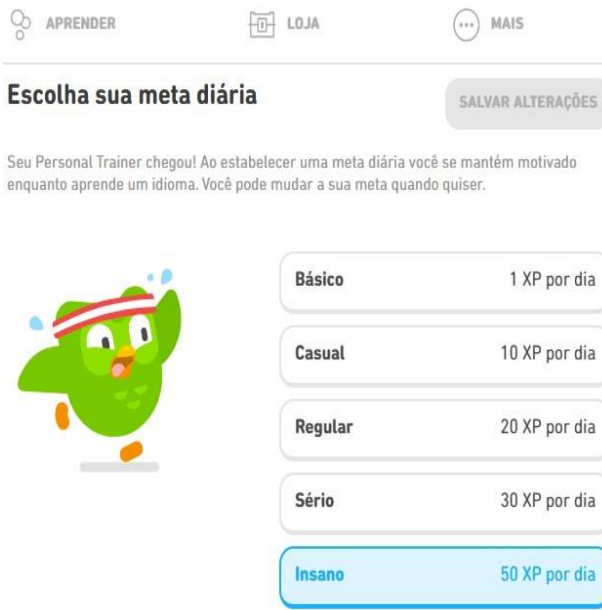 APRENDER LOJA MAIS
Escolha sua meta diária SALVAR ALTERAÇÕES
Seu Personal Trainer chegou! Ao estabelecer uma meta diária você se mantém motivado
enquanto aprende um idioma. Você pode mudar a sua meta quando quiser.
Básico 1 XP por dia
Casual 10 XP por dia
Regular 20 XP por dia
Sério 30 XP por dia
Insano 50 XP por dia